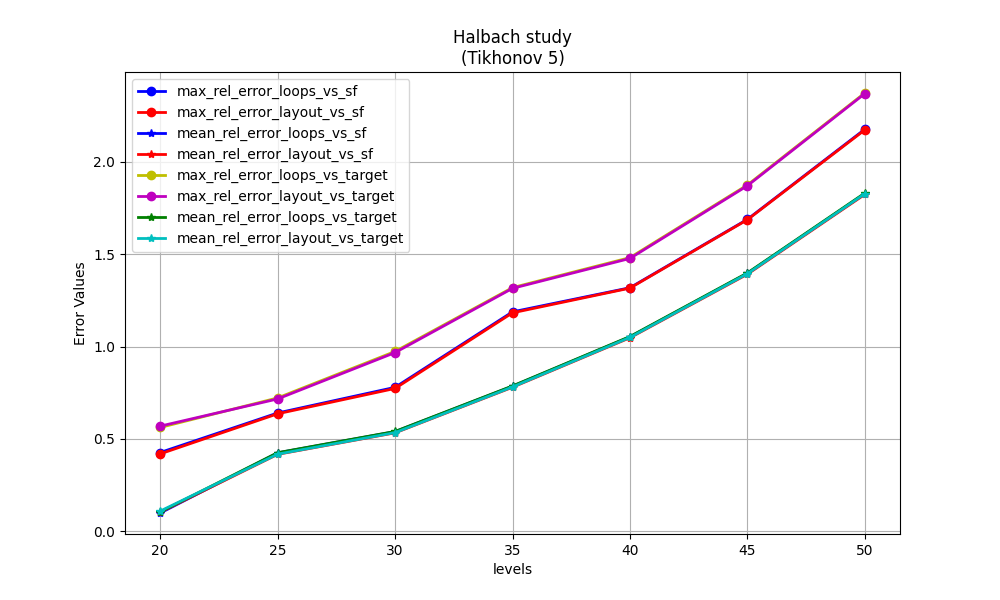 Halbach study
(Tikhonov 5)
max_rel_error_loops_vs_sf
max_rel_error_layout_vs_sf
mean_rel_error_loops_vs_sf
mean_rel_error_layout_vs_sf
max_rel_error_loops_vs_target
max_rel_error_layout_vs_target
mean_rel_error_loops_vs_target
mean_rel_error_layout_vs_target
Error Values
2.0
1.5
1.0
0.5
0.0
20 25 30 35 40 45 50
levels